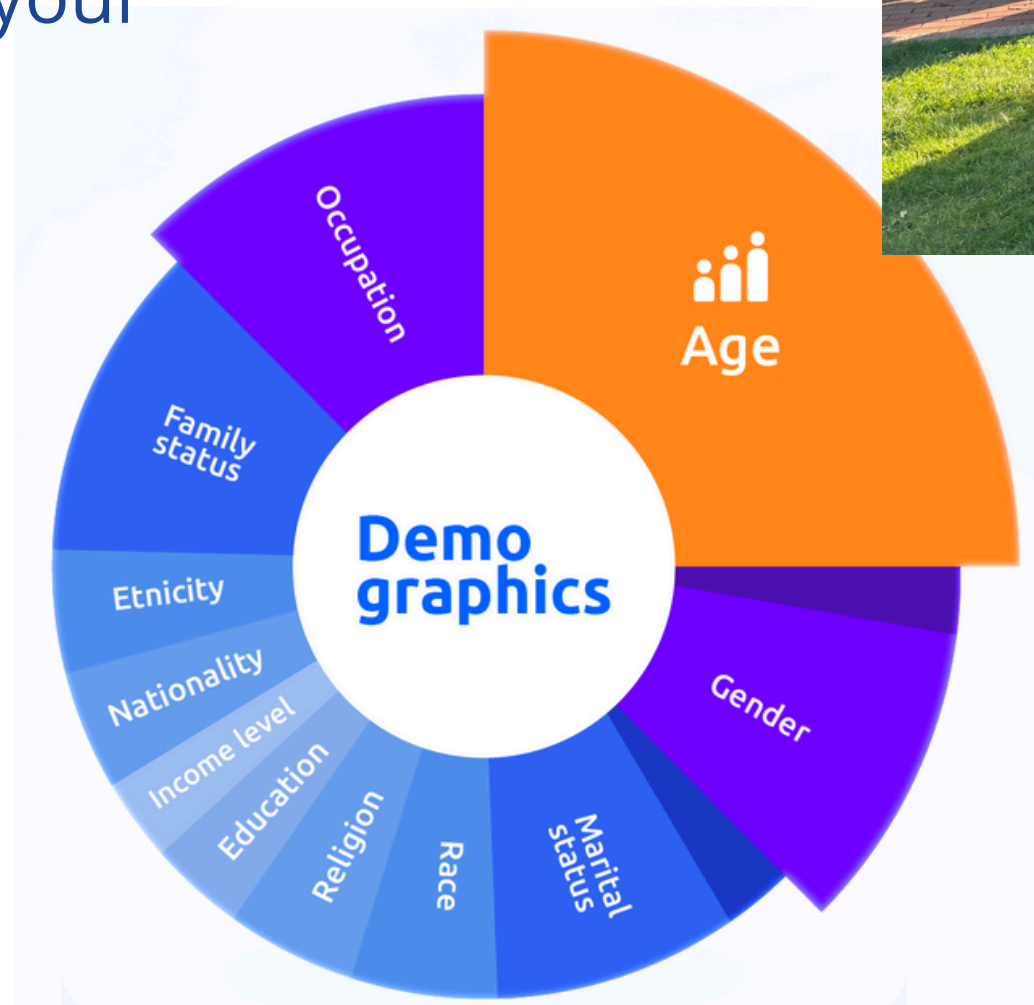 your
Occupation
Age
Family
status
Demo
graphics
Etnicity
Gender
Nationality
Income level
Education
Religion
Race
Marital
status